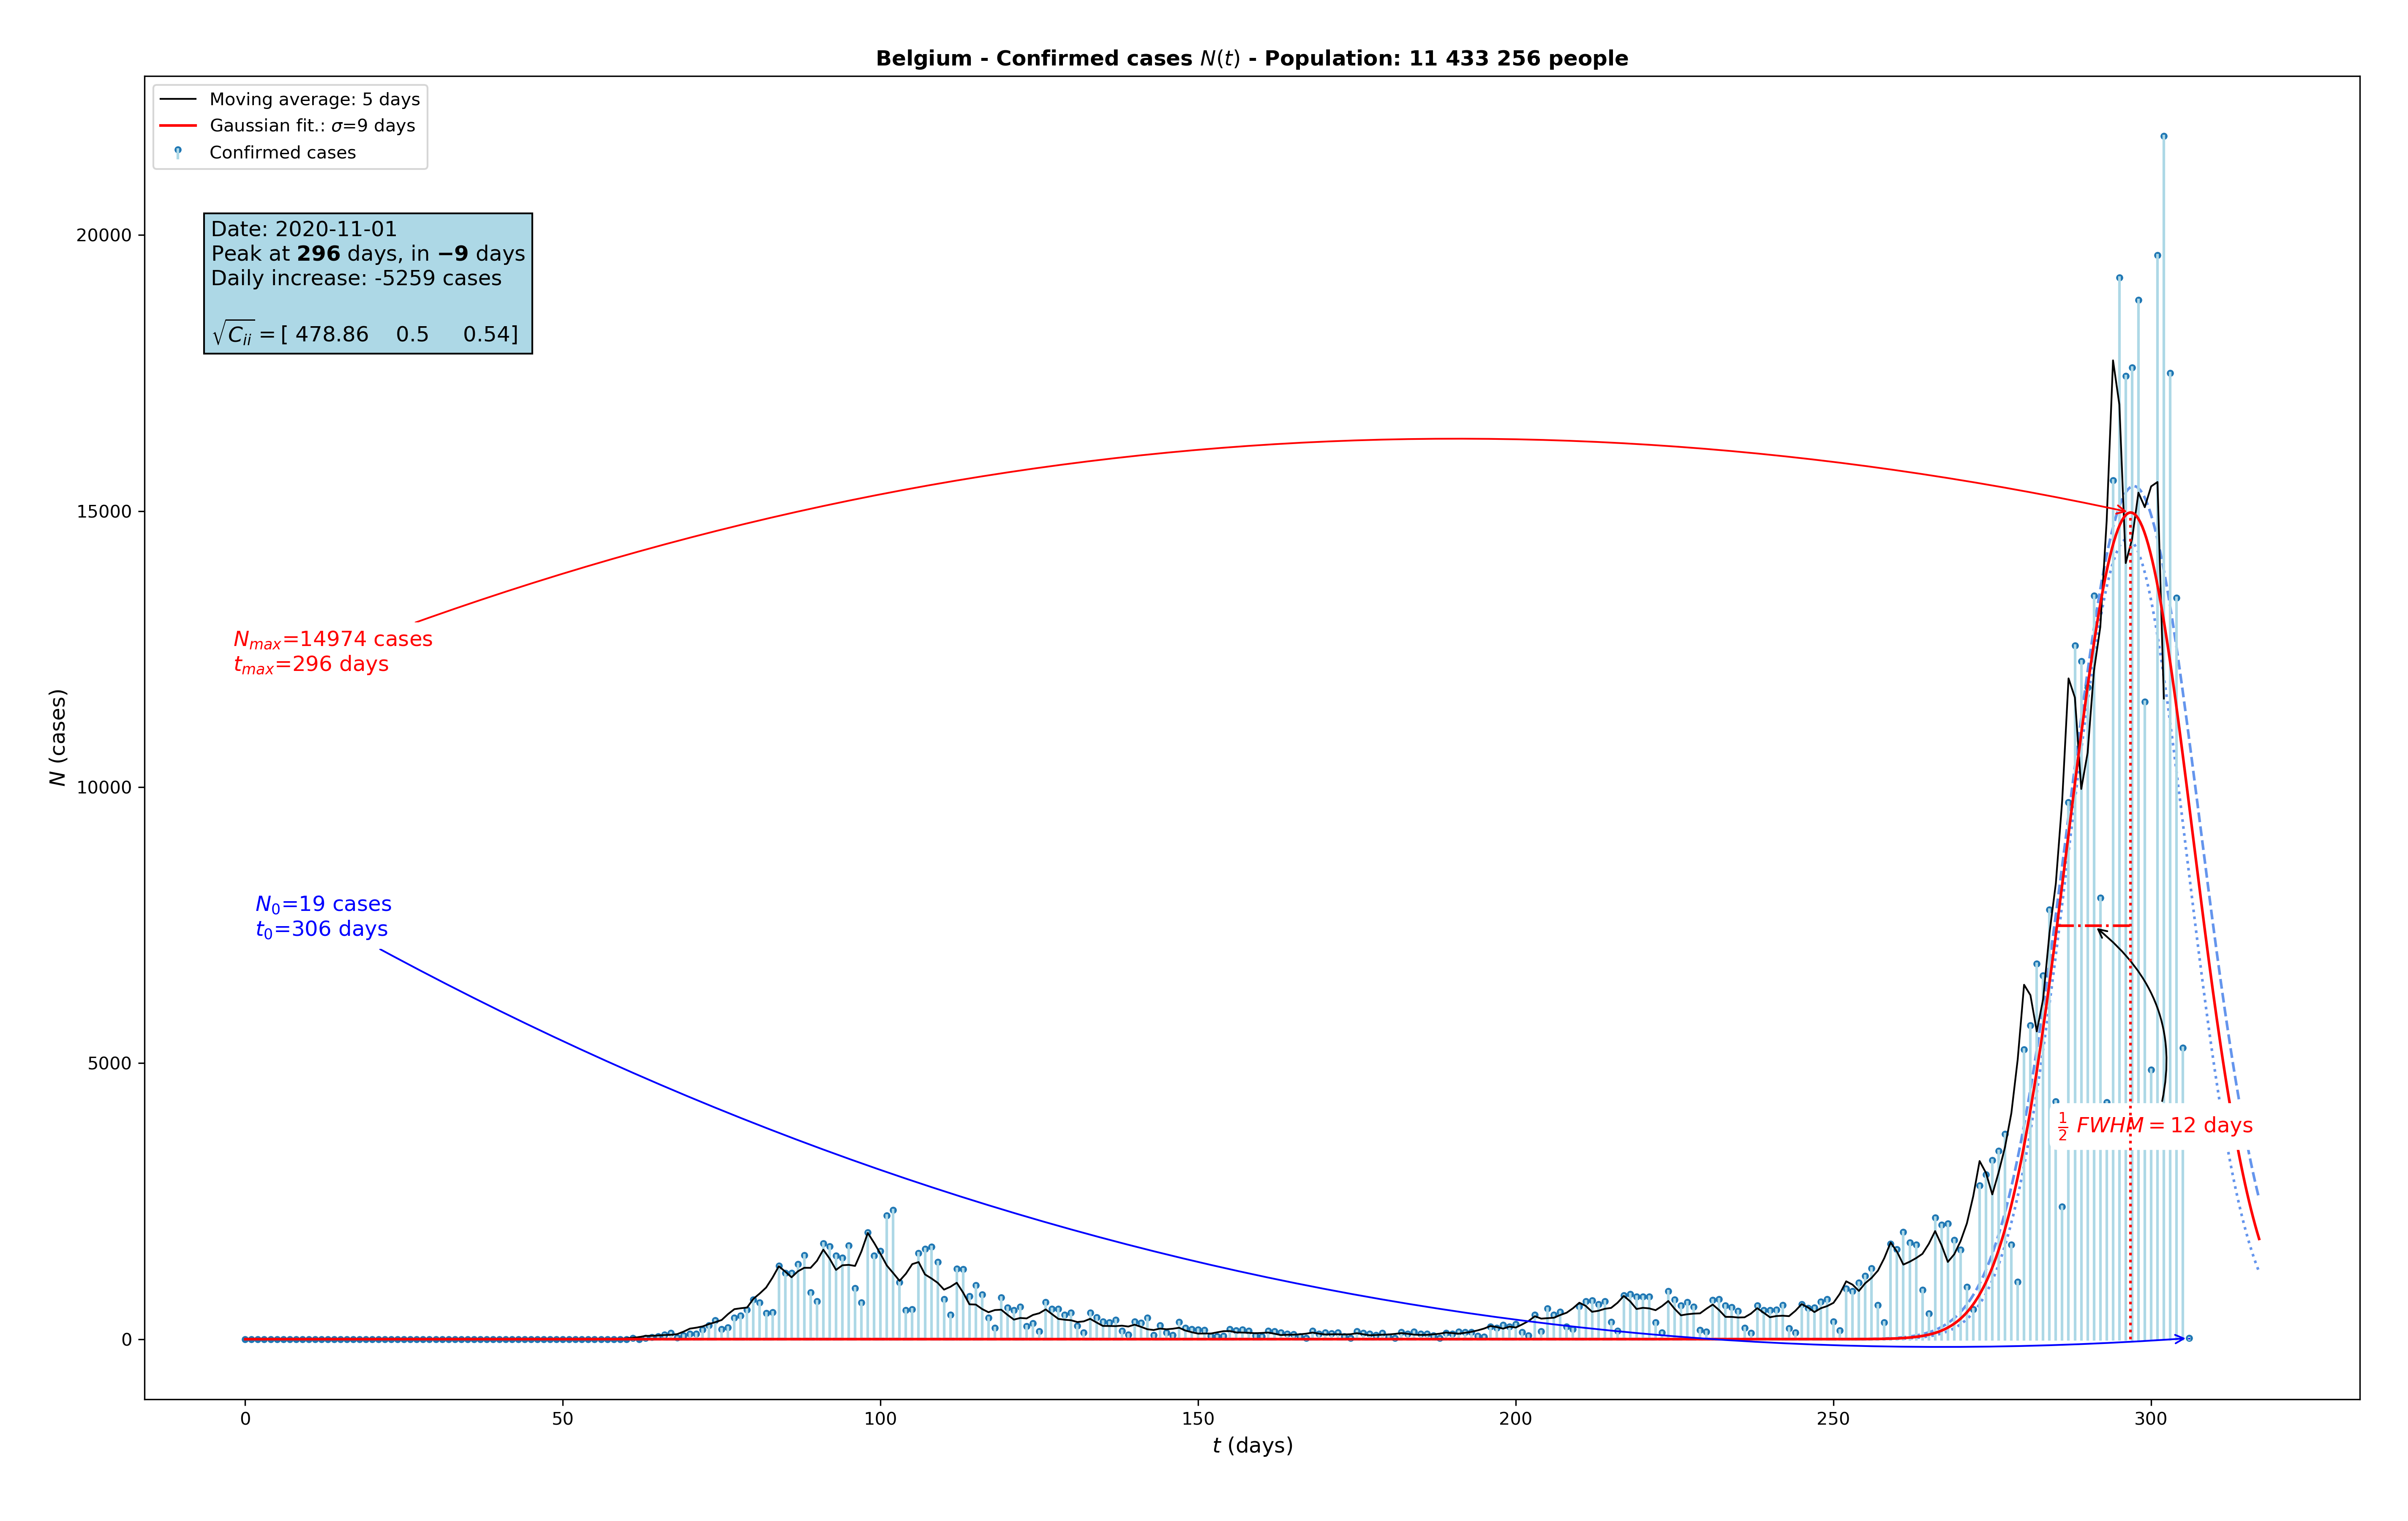 Belgium - Confirmed cases N(t) - Population: 11 433 256 people
Moving average: 5 days
Gaussian fit.: σ=9 days
Confirmed cases
Date: 2020-11-01
Peak at 296 days, in −9 days
Daily increase: -5259 cases
√C_ii = [ 478.86 0.5 0.54]
N_max=14974 cases
t_max=296 days
N_0=19 cases
t_0=306 days
½ FWHM = 12 days
N (cases)
20000
15000
10000
5000
0
0 50 100 150 200 250 300
t (days)